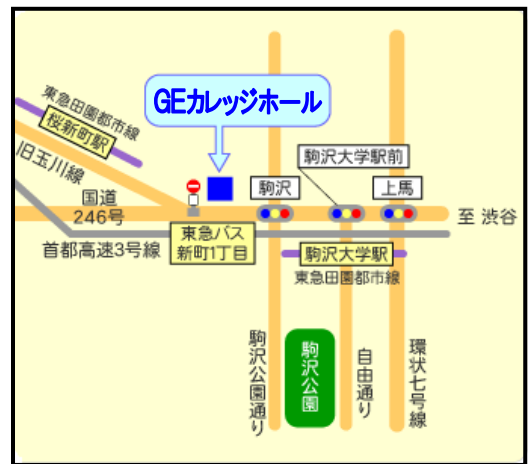 GEカレッジホール
東急田園都市線
桜新町駅
旧玉川線
駒沢大学駅前
駒沢
上馬
国道
246号
至 渋谷
東急バス
新町1丁目
首都高速3号線
駒沢大学駅
東急田園都市線
駒沢公園通り
駒沢公園
自由通り
環状七号線